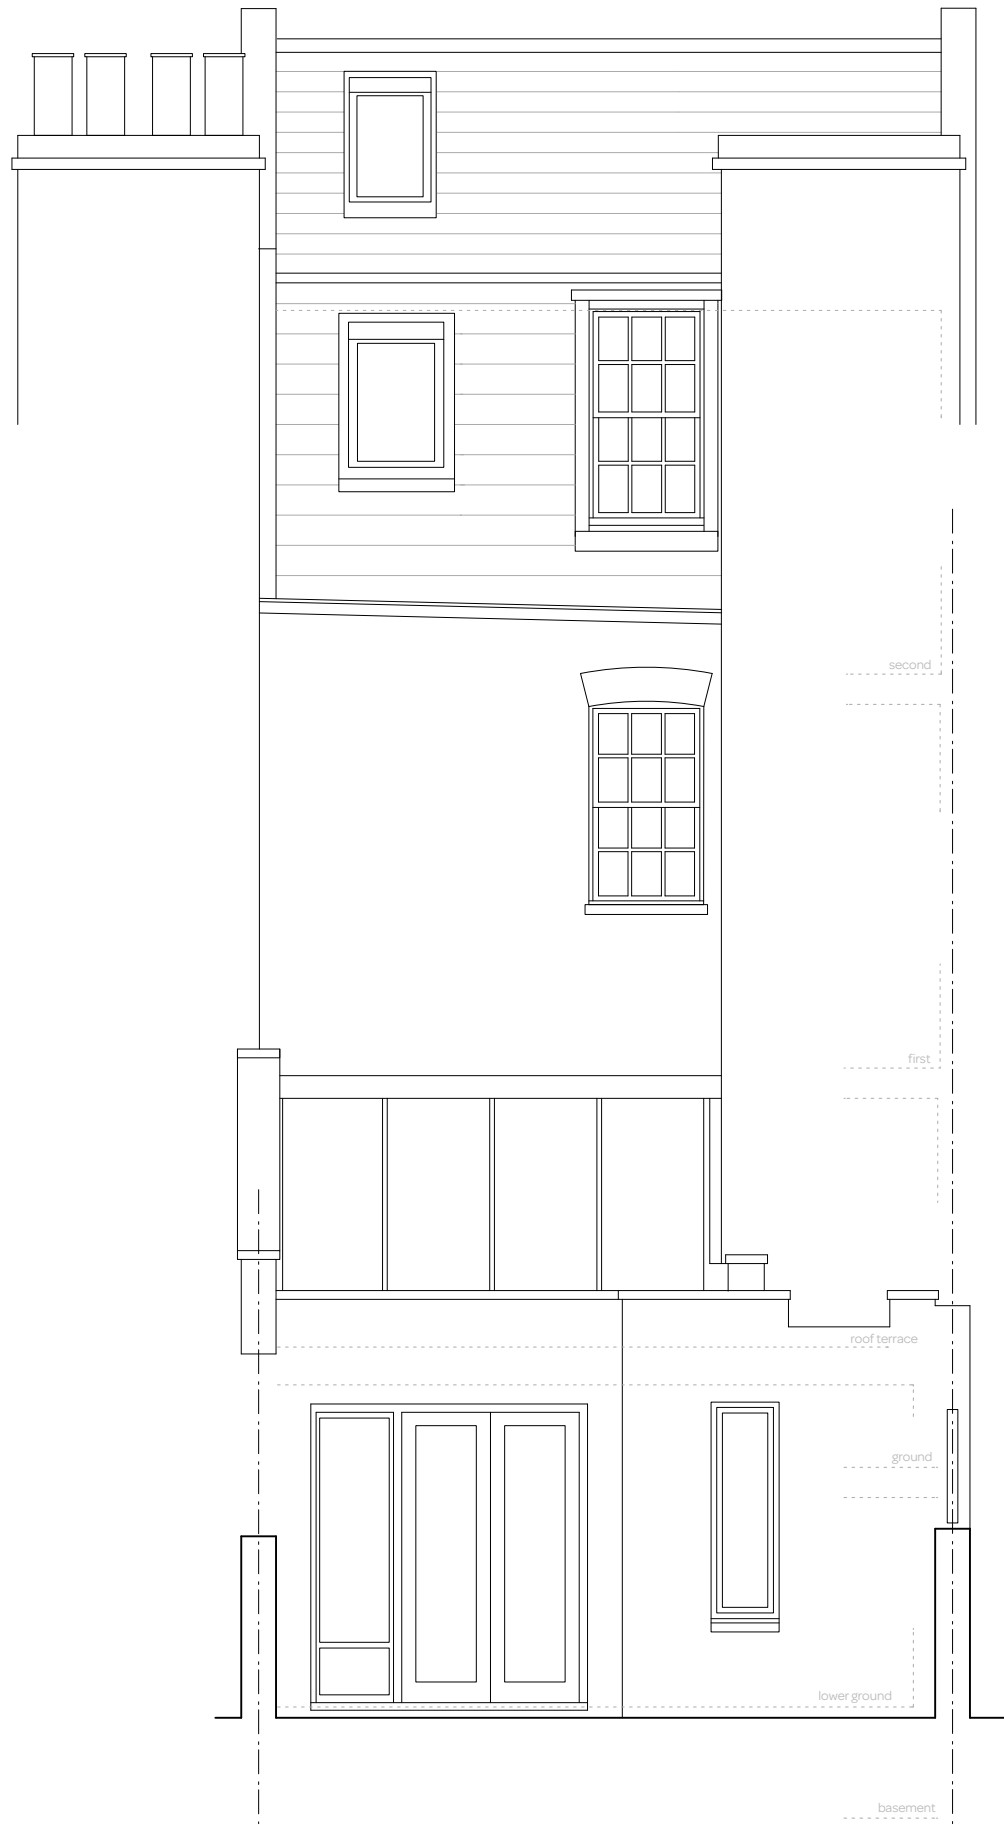 second
first
roof terrace
ground
lower ground
basement